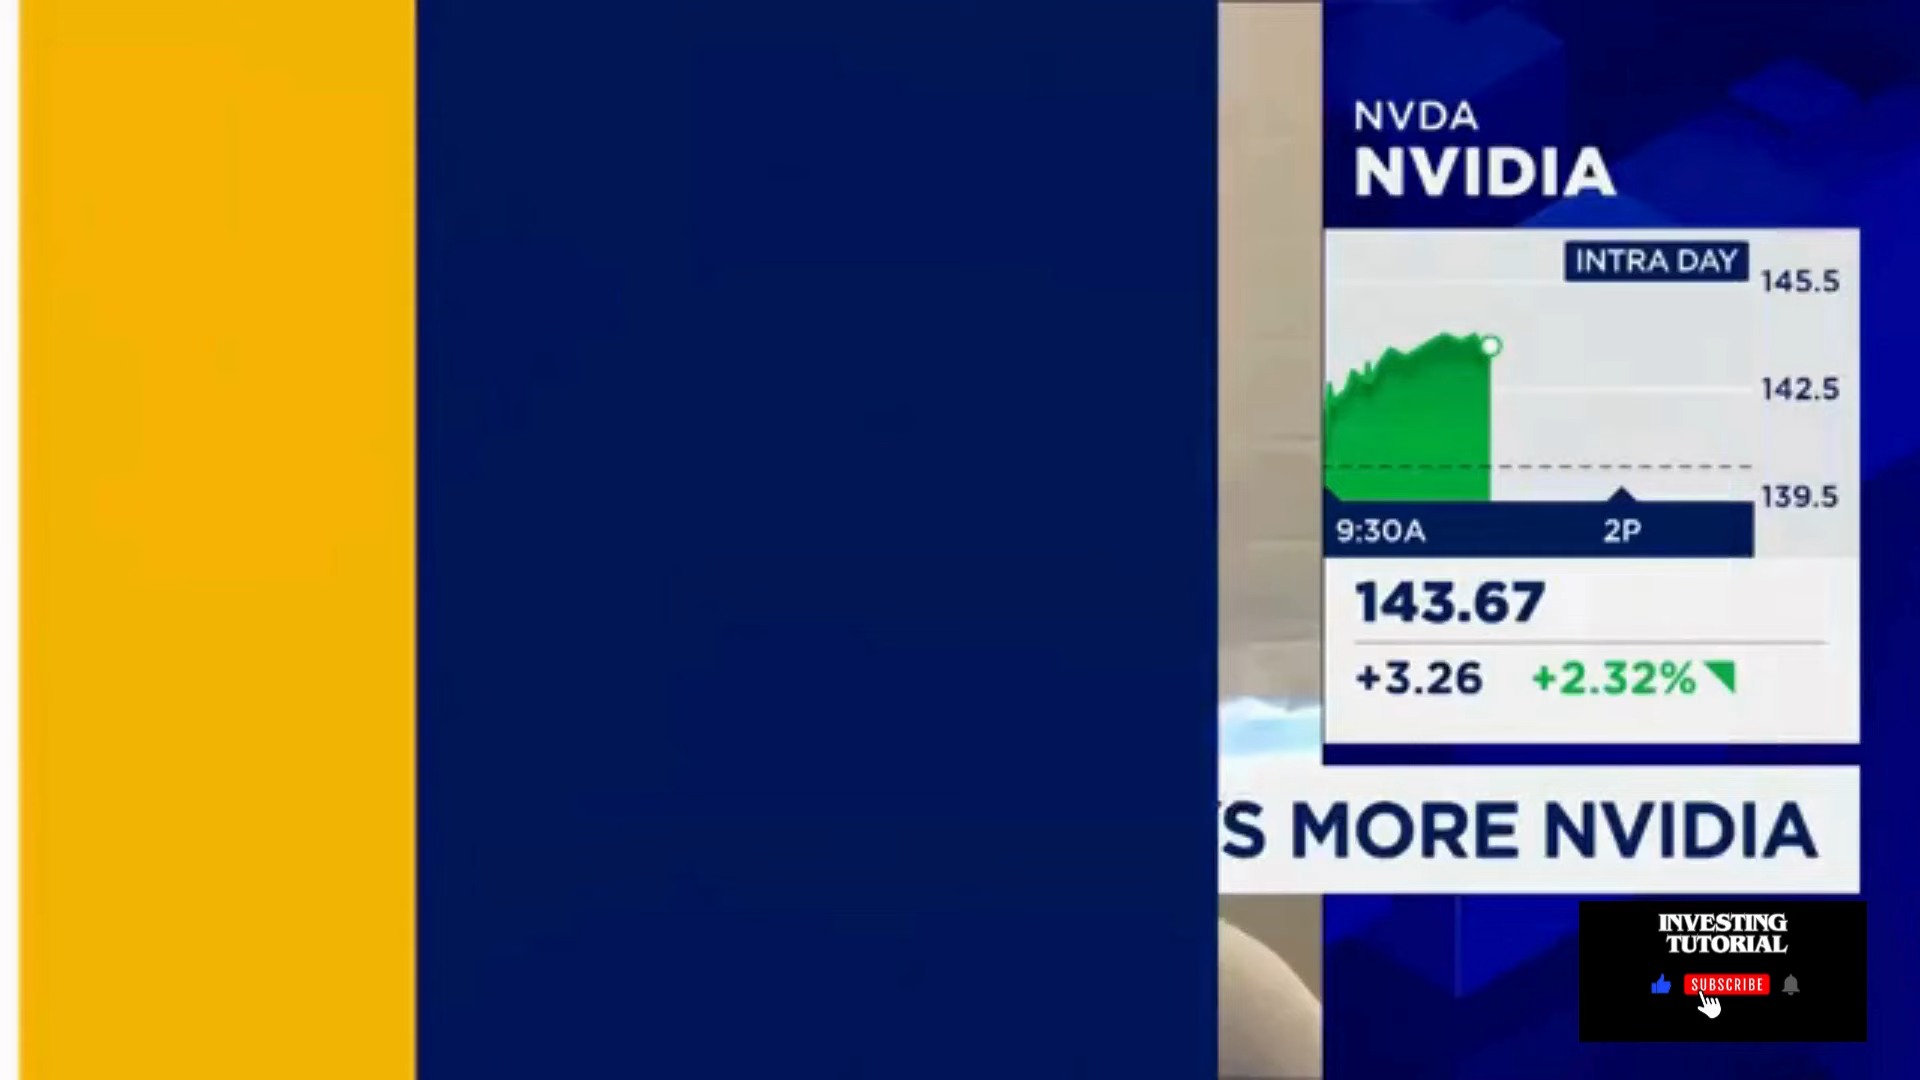 NVDA
NVIDIA
INTRA DAY
145.5
142.5
139.5
9:30A 2P
143.67
+3.26 +2.32%
S MORE NVIDIA
INVESTING
TUTORIAL
SUBSCRIBE